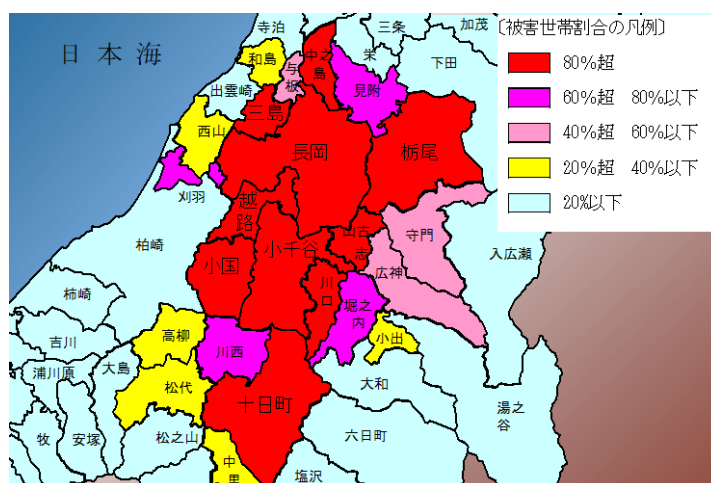 寺泊
三条
加茂
〔被害世帯割合の凡例〕
日本海
和島
与板
中之島
栄
下田
80%超
出雲崎
見附
60%超 80%以下
三島
西山
長岡
栃尾
40%超 60%以下
20%超 40%以下
刈羽
越路
20%以下
柏崎
小千谷
山古志
守門
入広瀬
小国
広神
川口
柿崎
堀之内
吉川
高柳
川西
小出
浦川原
大島
松代
大和
十日町
湯之谷
牧
安塚
松之山
六日町
中里
塩沢